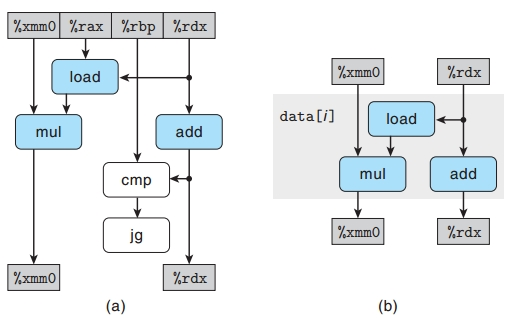 %xmm0 %rax %rbp %rdx
load
mul add
cmp
jg
%xmm0 %rdx
(a)
%xmm0 %rdx
data[i] load
mul add
%xmm0 %rdx
(b)